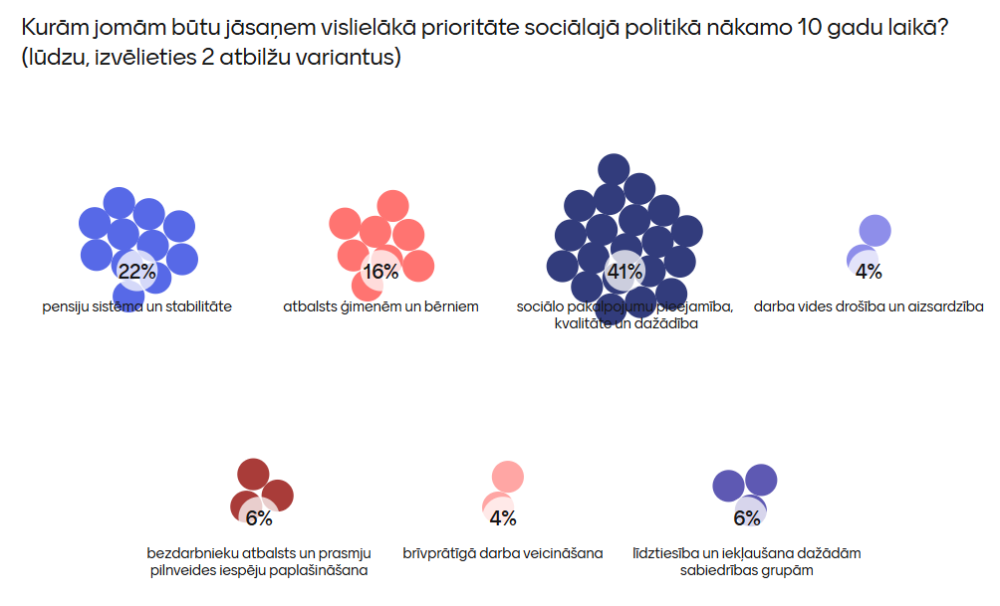 Kurām jomām būtu jāsaņem vislielākā prioritāte sociālajā politikā nākamo 10 gadu laikā?
(lūdzu, izvēlieties 2 atbilžu variantus)
22%
16%
41%
4%
pensiju sistēma un stabilitāte
atbalsts ģimenēm un bērniem
sociālo pakalpojumu pieejamība,
kvalitāte un dažādība
darba vides drošība un aizsardzība
6%
4%
6%
bezdarbnieku atbalsts un prasmju
pilnveides iespēju paplašināšana
brīvprātīgā darba veicināšana
līdztiesība un iekļaušana dažādām
sabiedrības grupām